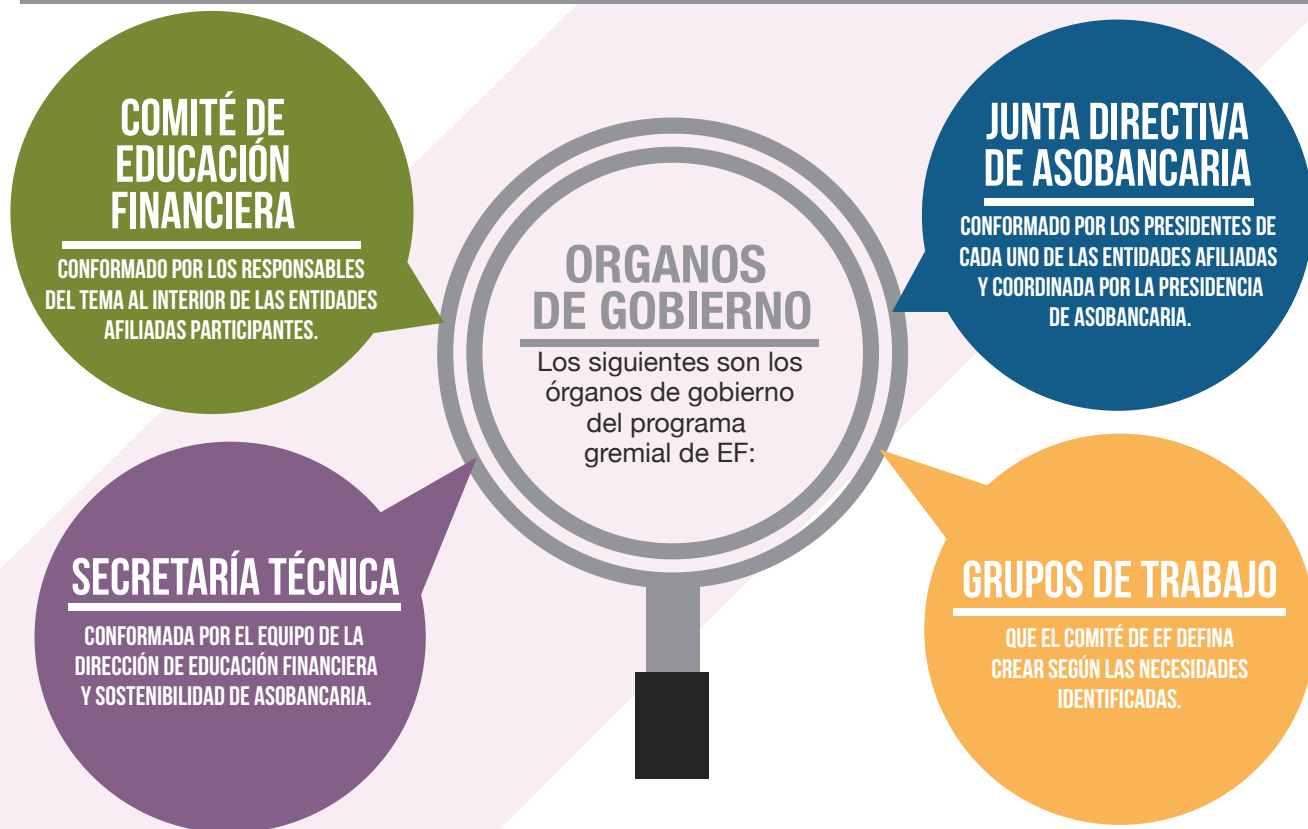 COMITÉ DE
EDUCACIÓN
FINANCIERA
CONFORMADO POR LOS RESPONSABLES
DEL TEMA AL INTERIOR DE LAS ENTIDADES
AFILIADAS PARTICIPANTES.
JUNTA DIRECTIVA
DE ASOBANCARIA
CONFORMADO POR LOS PRESIDENTES DE
CADA UNO DE LAS ENTIDADES AFILIADAS
Y COORDINADA POR LA PRESIDENCIA
DE ASOBANCARIA.
ORGANOS
DE GOBIERNO
Los siguientes son los
órganos de gobierno
del programa
gremial de EF:
SECRETARÍA TÉCNICA
CONFORMADA POR EL EQUIPO DE LA
DIRECCIÓN DE EDUCACIÓN FINANCIERA
Y SOSTENIBILIDAD DE ASOBANCARIA.
GRUPOS DE TRABAJO
QUE EL COMITÉ DE EF DEFINA
CREAR SEGÚN LAS NECESIDADES
IDENTIFICADAS.